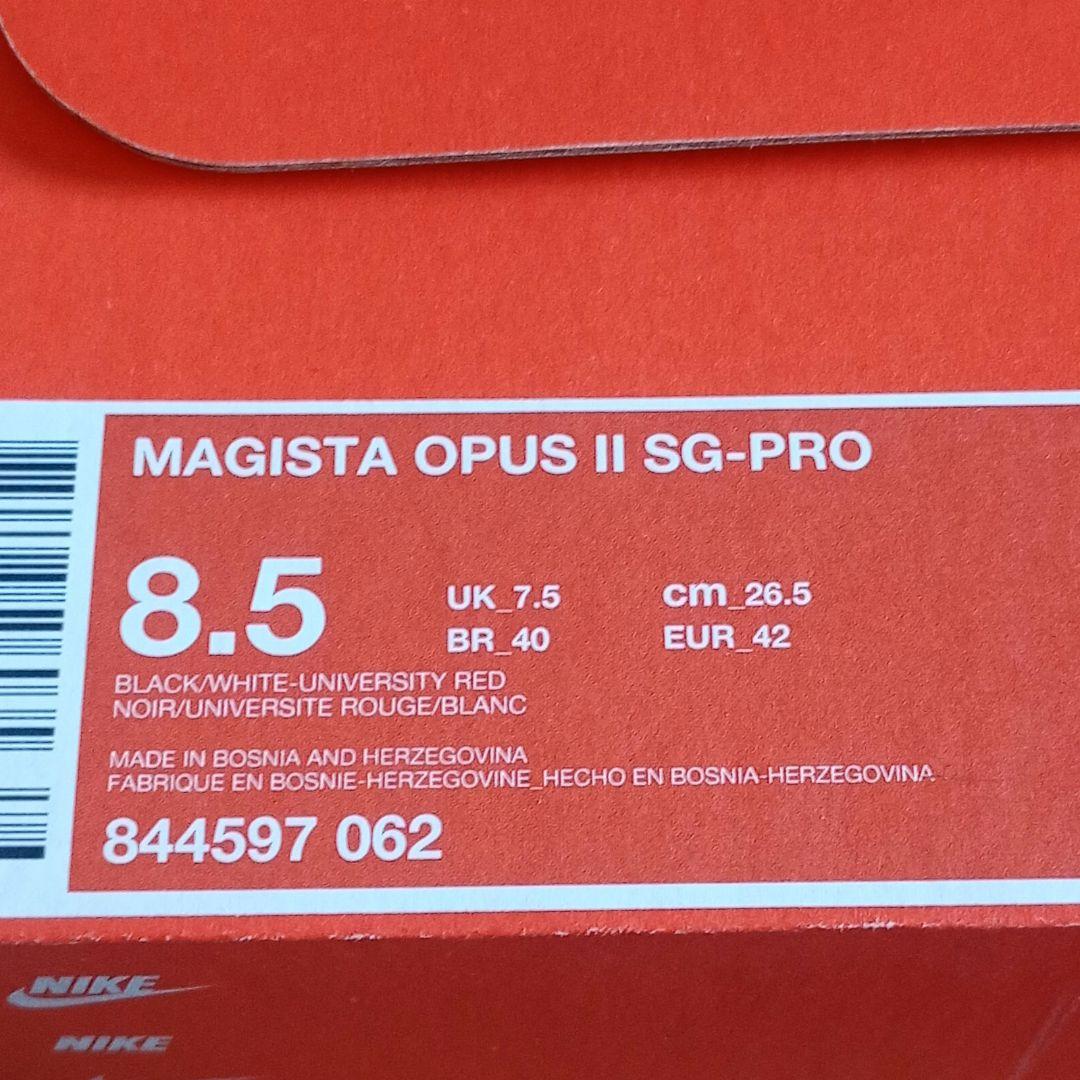 MAGISTA OPUS II SG-PRO
8.5
UK_7.5 cm_26.5
BR_40 EUR_42
BLACK/WHITE-UNIVERSITY RED
NOIR/UNIVERSITE ROUGE/BLANC
MADE IN BOSNIA AND HERZEGOVINA
FABRIQUE EN BOSNIE-HERZEGOVINE_HECHO EN BOSNIA-HERZEGOVINA
844597 062
NIKE
NIKE